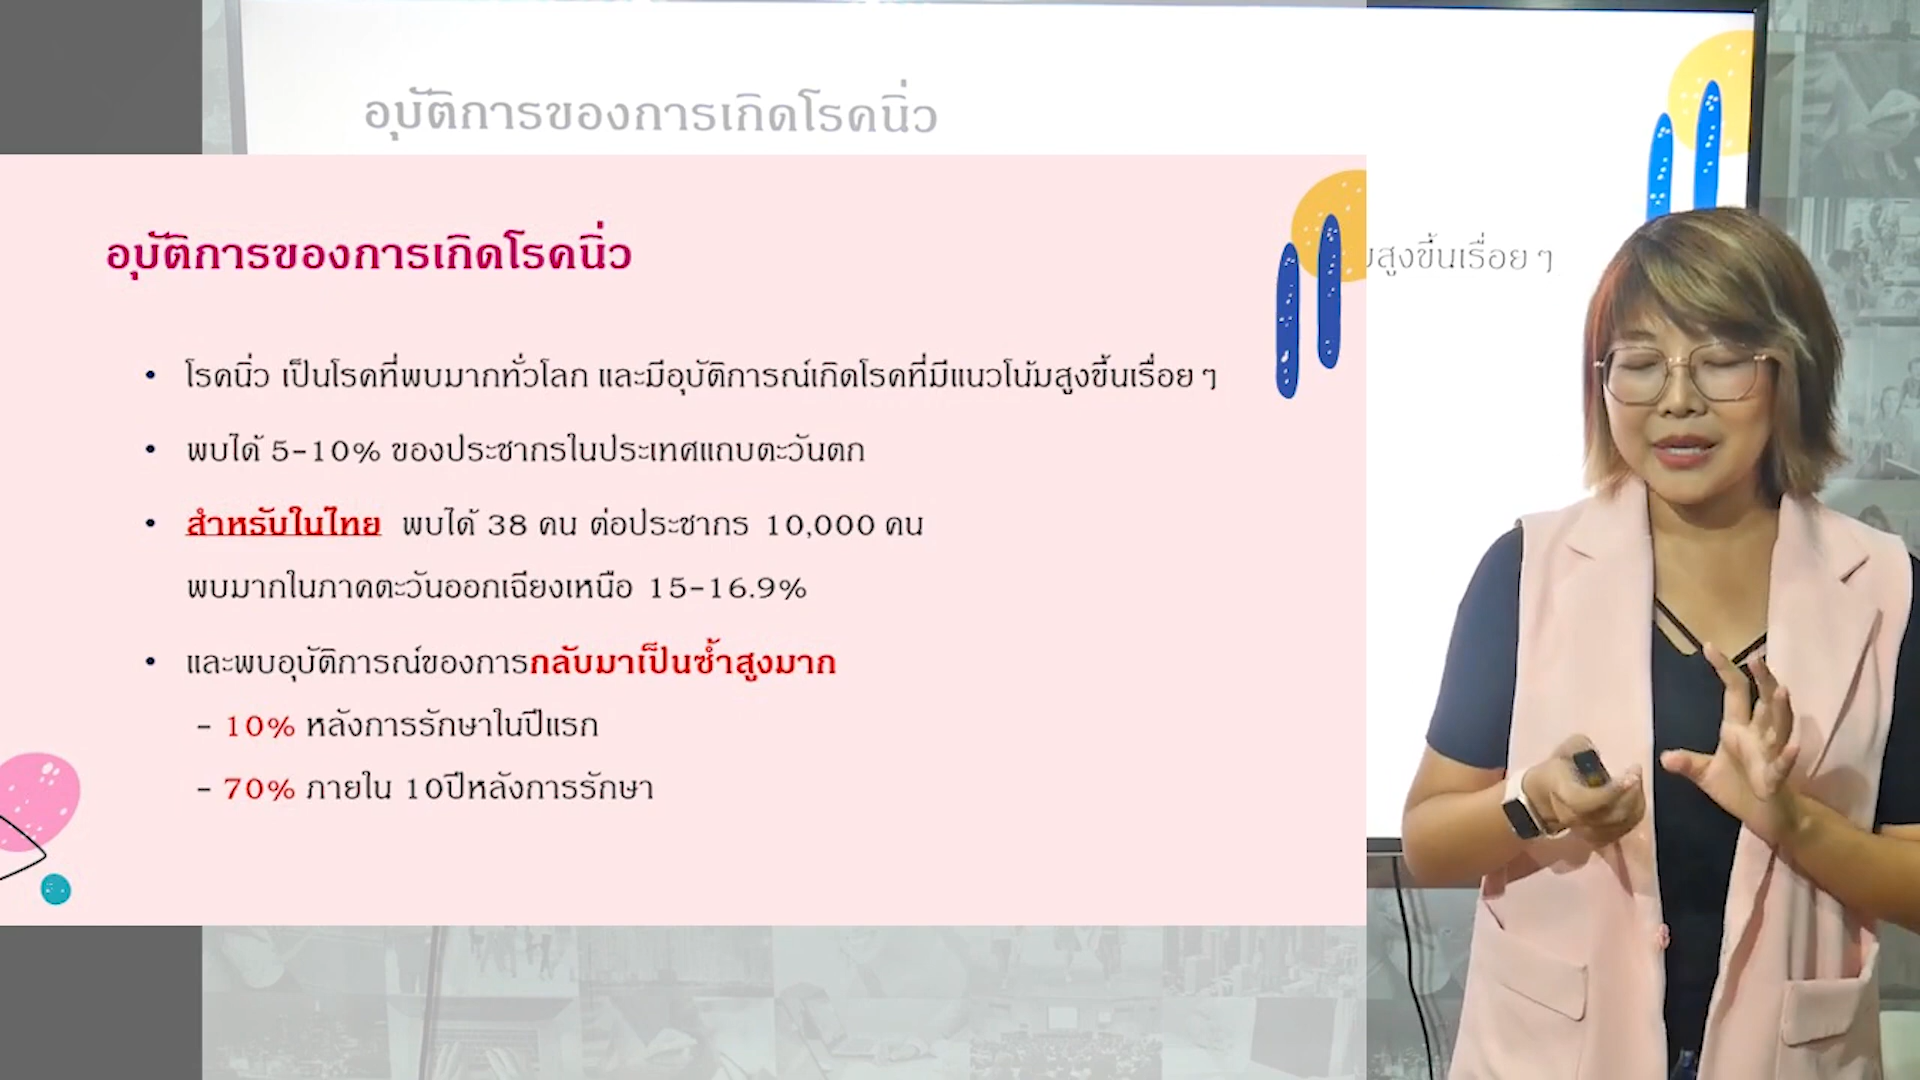 อุบัติการของการเกิดโรคนิ่ว
สูงขึ้นเรื่อย ๆ
อุบัติการของการเกิดโรคนิ่ว
• โรคนิ่ว เป็นโรคที่พบมากทั่วโลก และมีอุบัติการณ์เกิดโรคที่มีแนวโน้มสูงขึ้นเรื่อย ๆ
• พบได้ 5-10% ของประชากรในประเทศแถบตะวันตก
• สำหรับในไทย พบได้ 38 คน ต่อประชากร 10,000 คน
พบมากในภาคตะวันออกเฉียงเหนือ 15-16.9%
• และพบอุบัติการณ์ของการกลับมาเป็นซ้ำสูงมาก
- 10% หลังการรักษาในปีแรก
- 70% ภายใน 10ปีหลังการรักษา